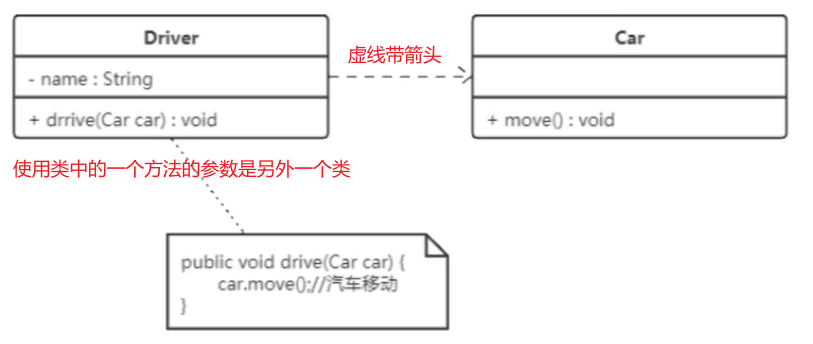 Driver
Car
虚线带箭头
- name : String
+ drrive(Car car) : void
+ move() : void
使用类中的一个方法的参数是另外一个类
public void drive(Car car) {
car.move();//汽车移动
}